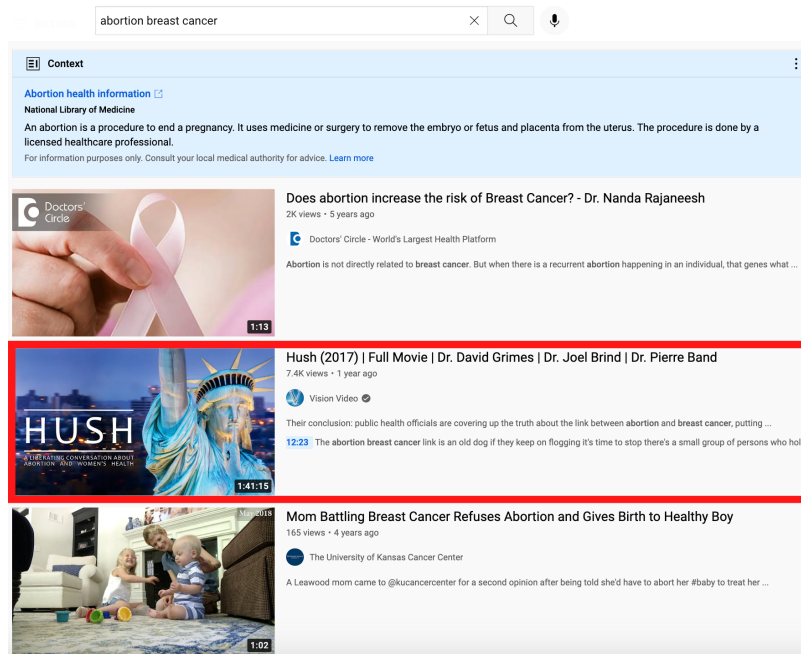 abortion breast cancer
Context
Abortion health information
National Library of Medicine
An abortion is a procedure to end a pregnancy. It uses medicine or surgery to remove the embryo or fetus and placenta from the uterus. The procedure is done by a
licensed healthcare professional.
For information purposes only. Consult your local medical authority for advice. Learn more
Doctors'
Circle
1:13
Does abortion increase the risk of Breast Cancer? - Dr. Nanda Rajaneesh
2K views • 5 years ago
Doctors' Circle - World's Largest Health Platform
Abortion is not directly related to breast cancer. But when there is a recurrent abortion happening in an individual, that genes what ...
HUSH
A LIBERATING CONVERSATION ABOUT
ABORTION AND WOMEN'S HEALTH
1:41:15
Hush (2017) | Full Movie | Dr. David Grimes | Dr. Joel Brind | Dr. Pierre Band
7.4K views • 1 year ago
Vision Video
Their conclusion: public health officials are covering up the truth about the link between abortion and breast cancer, putting ...
12:23 The abortion breast cancer link is an old dog if they keep on flogging it's time to stop there's a small group of persons who hol
May 2018
1:02
Mom Battling Breast Cancer Refuses Abortion and Gives Birth to Healthy Boy
165 views • 4 years ago
The University of Kansas Cancer Center
A Leawood mom came to @kucancercenter for a second opinion after being told she'd have to abort her #baby to treat her ...